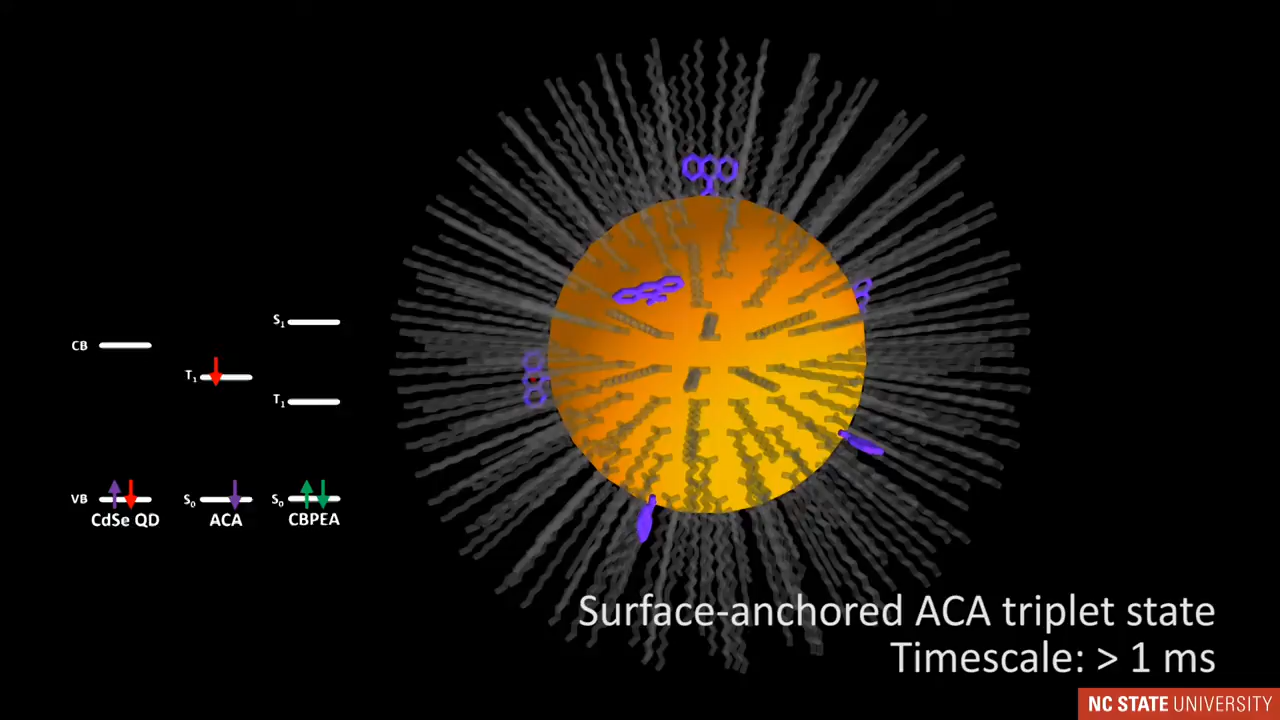 S₁
CB
T₁
T₁
VB
S₀
S₀
CdSe QD
ACA
CBPEA
Surface-anchored ACA triplet state
Timescale: > 1 ms
NC STATE UNIVERSITY